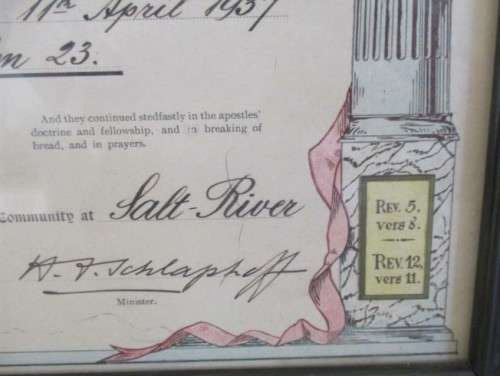 11th April 1937
23.
And they continued stedfastly in the apostles'
doctrine and fellowship, and in breaking of
bread, and in prayers.
Community at Salt-River
H. F. Schlaphoff
Minister.
REV. 5.
vers 8.
REV. 12,
vers 11.